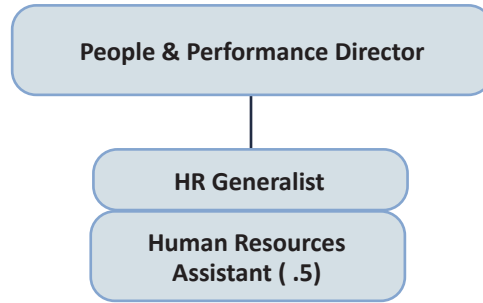 People & Performance Director
HR Generalist
Human Resources
Assistant ( .5)